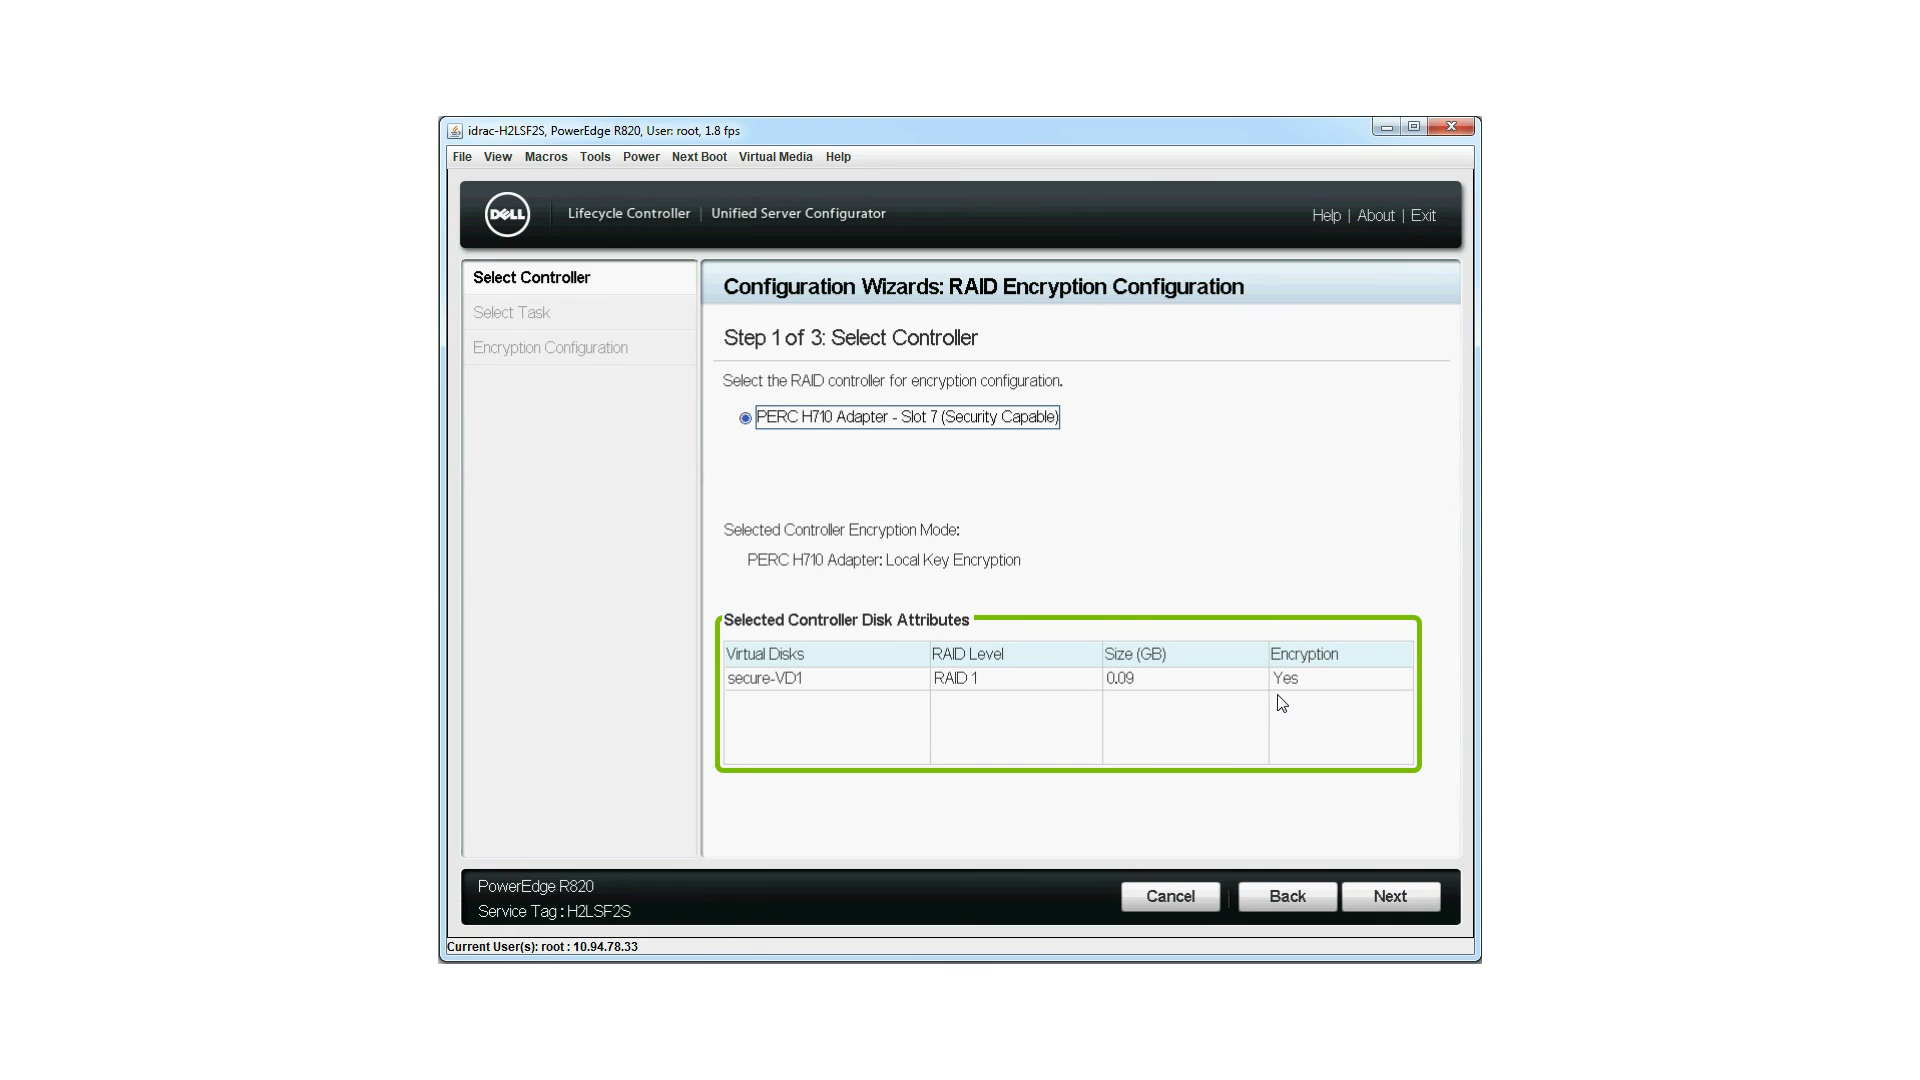 idrac-H2LSF2S, PowerEdge R820, User: root, 1.8 fps
File View Macros Tools Power Next Boot Virtual Media Help
DELL Lifecycle Controller | Unified Server Configurator Help | About | Exit
Select Controller
Select Task
Encryption Configuration
Configuration Wizards: RAID Encryption Configuration
Step 1 of 3: Select Controller
Select the RAID controller for encryption configuration.
PERC H710 Adapter - Slot 7 (Security Capable)
Selected Controller Encryption Mode:
PERC H710 Adapter: Local Key Encryption
Selected Controller Disk Attributes
Virtual Disks RAID Level Size (GB) Encryption
secure-VD1 RAID 1 0.09 Yes
PowerEdge R820
Service Tag : H2LSF2S
Cancel Back Next
Current User(s): root : 10.94.78.33